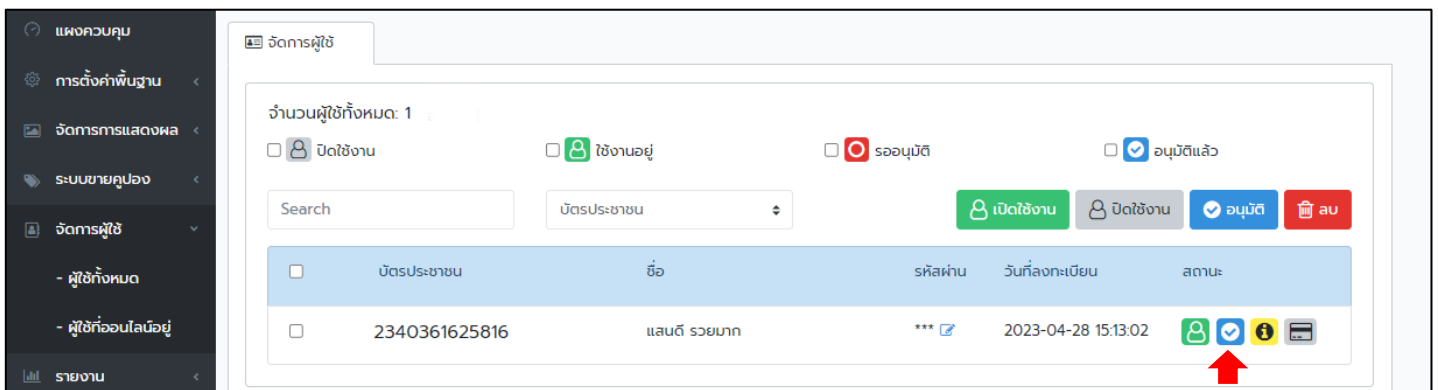 แผงควบคุม
การตั้งค่าพื้นฐาน
จัดการการแสดงผล
ระบบขายคูปอง
จัดการผู้ใช้
- ผู้ใช้ทั้งหมด
- ผู้ใช้ที่ออนไลน์อยู่
รายงาน
จัดการผู้ใช้
จำนวนผู้ใช้ทั้งหมด: 1
ปิดใช้งาน ใช้งานอยู่ รออนุมัติ อนุมัติแล้ว
Search บัตรประชาชน เปิดใช้งาน ปิดใช้งาน อนุมัติ ลบ
บัตรประชาชน ชื่อ รหัสผ่าน วันที่ลงทะเบียน สถานะ
2340361625816 แสนดี รวยมาก *** 2023-04-28 15:13:02